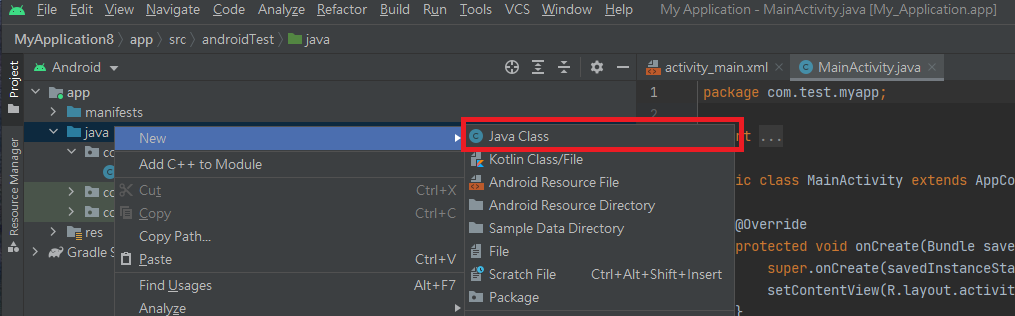 File Edit View Navigate Code Analyze Refactor Build Run Tools VCS Window Help My Application - MainActivity.java [My_Application.app]
MyApplication8 app src androidTest java
Project
Resource Manager
Android
activity_main.xml
MainActivity.java
app
manifests
java
co
co
co
res
Gradle S
New
Add C++ to Module
Cut Ctrl+X
Copy Ctrl+C
Copy Path...
Paste Ctrl+V
Find Usages Alt+F7
Analyze
Java Class
Kotlin Class/File
Android Resource File
Android Resource Directory
Sample Data Directory
File
Scratch File Ctrl+Alt+Shift+Insert
Package
1 package com.test.myapp;
2
t ...
ic class MainActivity extends AppCo
@Override
protected void onCreate(Bundle save
super.onCreate(savedInstanceSta
setContentView(R.layout.activit
}